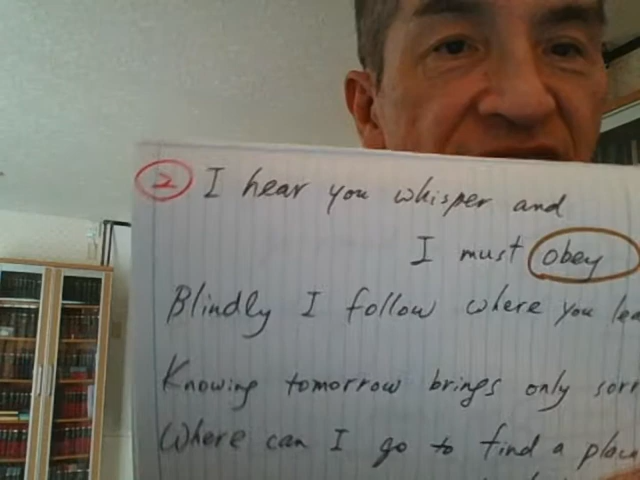 2 I hear you whisper and
I must obey
Blindly I follow where you
Knowing tomorrow brings only
Where can I go to find a